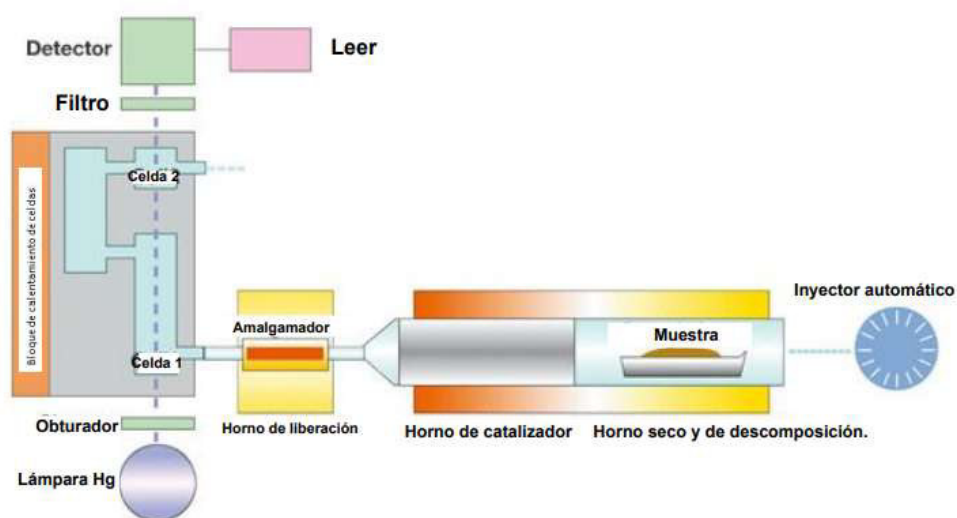 Detector
Leer
Filtro
Celda 2
Bloque de calentamiento de celdas
Inyector automático
Amalgamador
Muestra
Celda 1
Obturador
Horno de liberación
Horno de catalizador
Horno seco y de descomposición.
Lámpara Hg